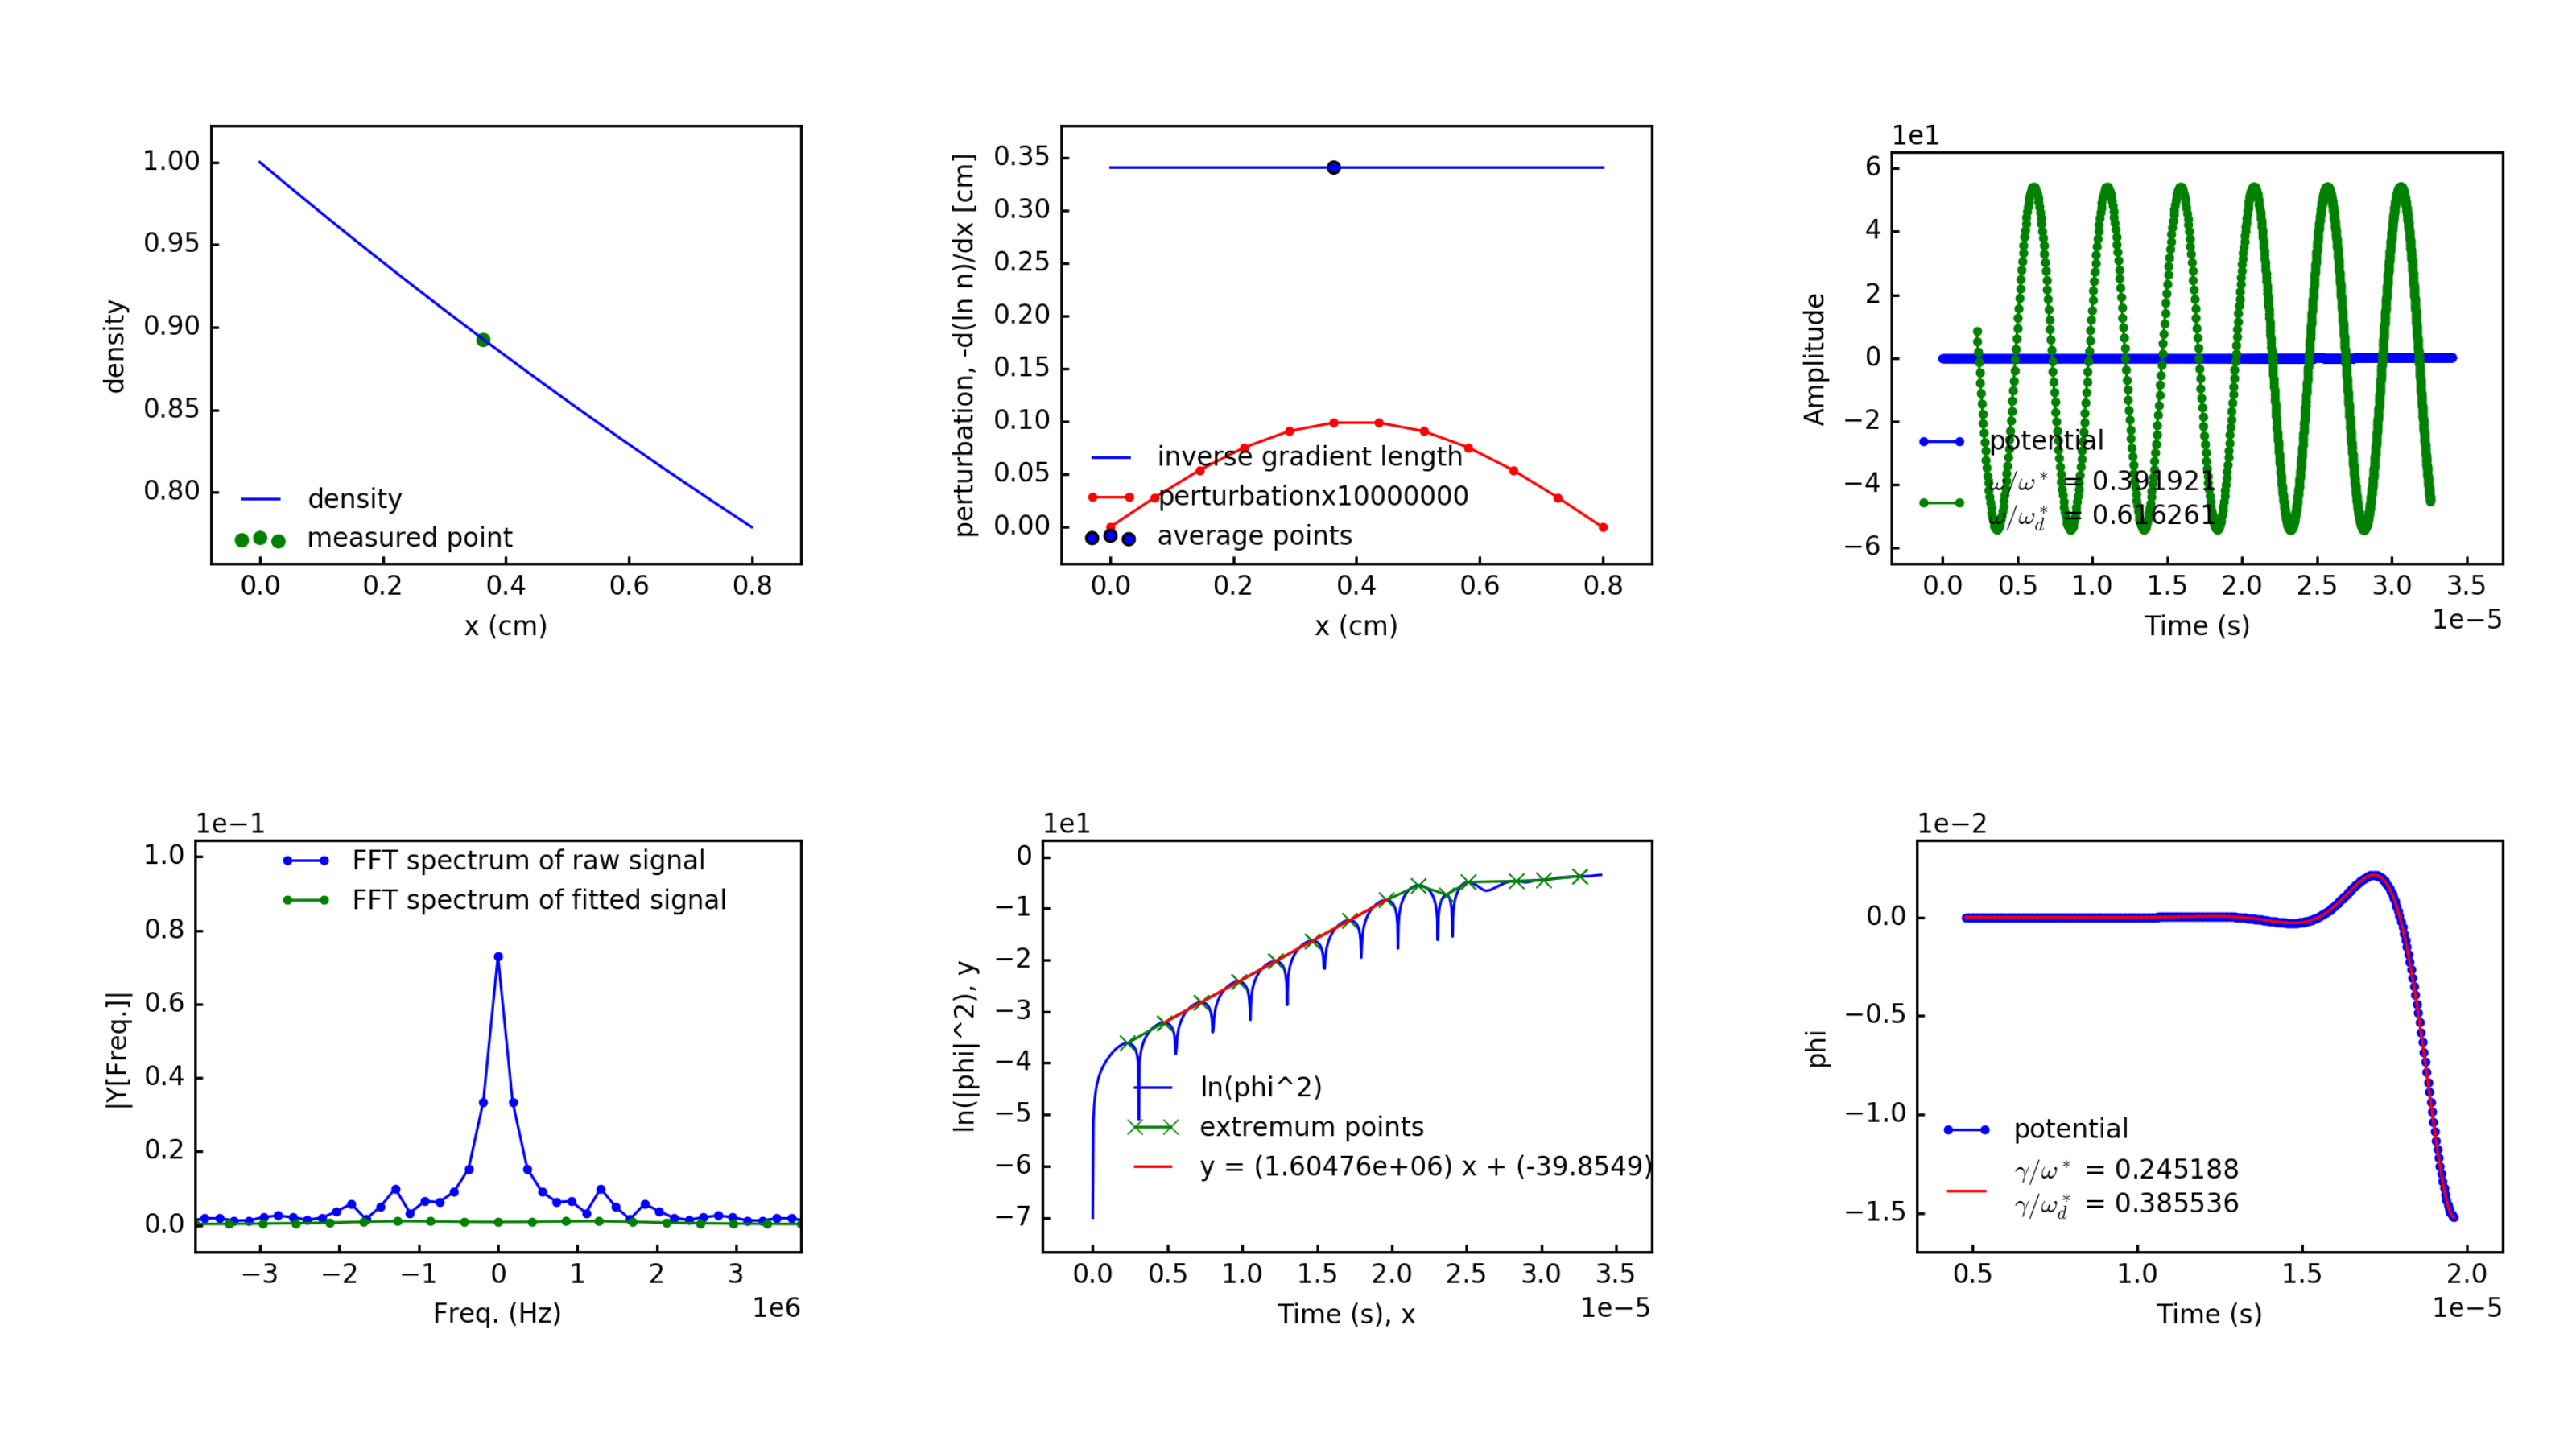 density
1.00
0.95
0.90
0.85
0.80
density
measured point
0.0 0.2 0.4 0.6 0.8
x (cm)
perturbation, -d(ln n)/dx [cm]
0.35
0.30
0.25
0.20
0.15
0.10
0.05
0.00
inverse gradient length
perturbationx10000000
average points
0.0 0.2 0.4 0.6 0.8
x (cm)
1e1
Amplitude
6
4
2
0
−2
−4
−6
potential
ω/ω* = 0.391921
ω/ω*d = 0.616261
0.0 0.5 1.0 1.5 2.0 2.5 3.0 3.5
1e−5
Time (s)
1e−1
|Y[Freq.]|
1.0
0.8
0.6
0.4
0.2
0.0
FFT spectrum of raw signal
FFT spectrum of fitted signal
−3 −2 −1 0 1 2 3
1e6
Freq. (Hz)
1e1
ln(|phi|^2), y
0
−1
−2
−3
−4
−5
−6
−7
ln(phi^2)
extremum points
y = (1.60476e+06) x + (-39.8549)
0.0 0.5 1.0 1.5 2.0 2.5 3.0 3.5
1e−5
Time (s), x
1e−2
phi
0.0
−0.5
−1.0
−1.5
potential
γ/ω* = 0.245188
γ/ω*d = 0.385536
0.5 1.0 1.5 2.0
1e−5
Time (s)